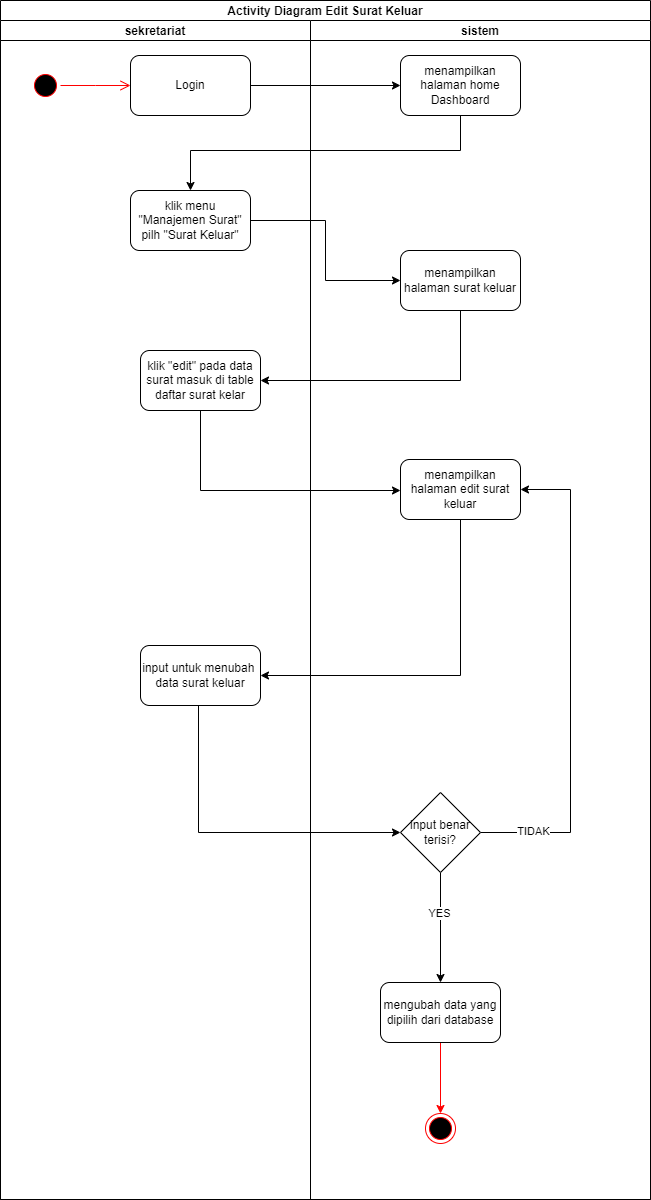 Activity Diagram Edit Surat Keluar
sekretariat
sistem
Login
menampilkan
halaman home
Dashboard
klik menu
"Manajemen Surat"
pilh "Surat Keluar"
menampilkan
halaman surat keluar
klik "edit" pada data
surat masuk di table
daftar surat kelar
menampilkan
halaman edit surat
keluar
input untuk menubah
data surat keluar
input benar
terisi?
TIDAK
YES
mengubah data yang
dipilih dari database